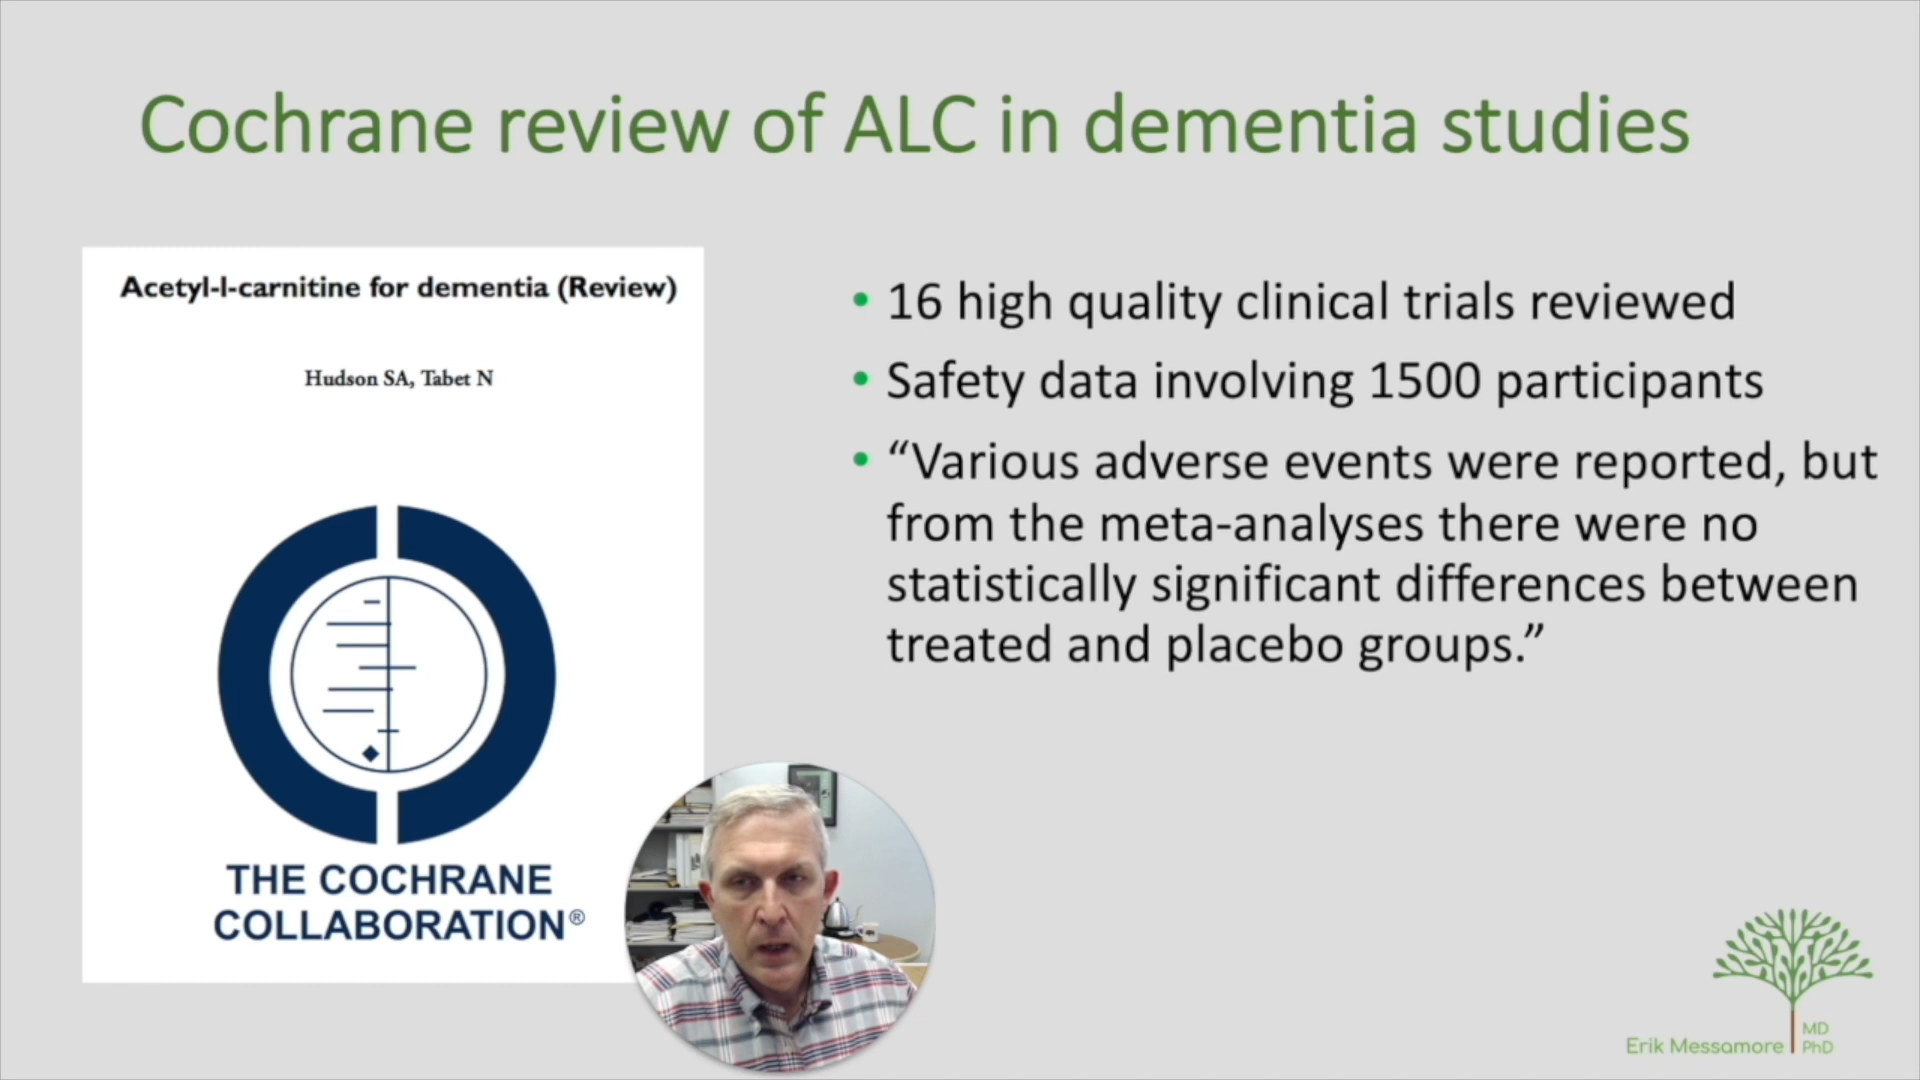 Cochrane review of ALC in dementia studies
Acetyl-l-carnitine for dementia (Review)
Hudson SA, Tabet N
THE COCHRANE
COLLABORATION®
• 16 high quality clinical trials reviewed
• Safety data involving 1500 participants
• “Various adverse events were reported, but
from the meta-analyses there were no
statistically significant differences between
treated and placebo groups.”
Erik Messamore
MD
PhD